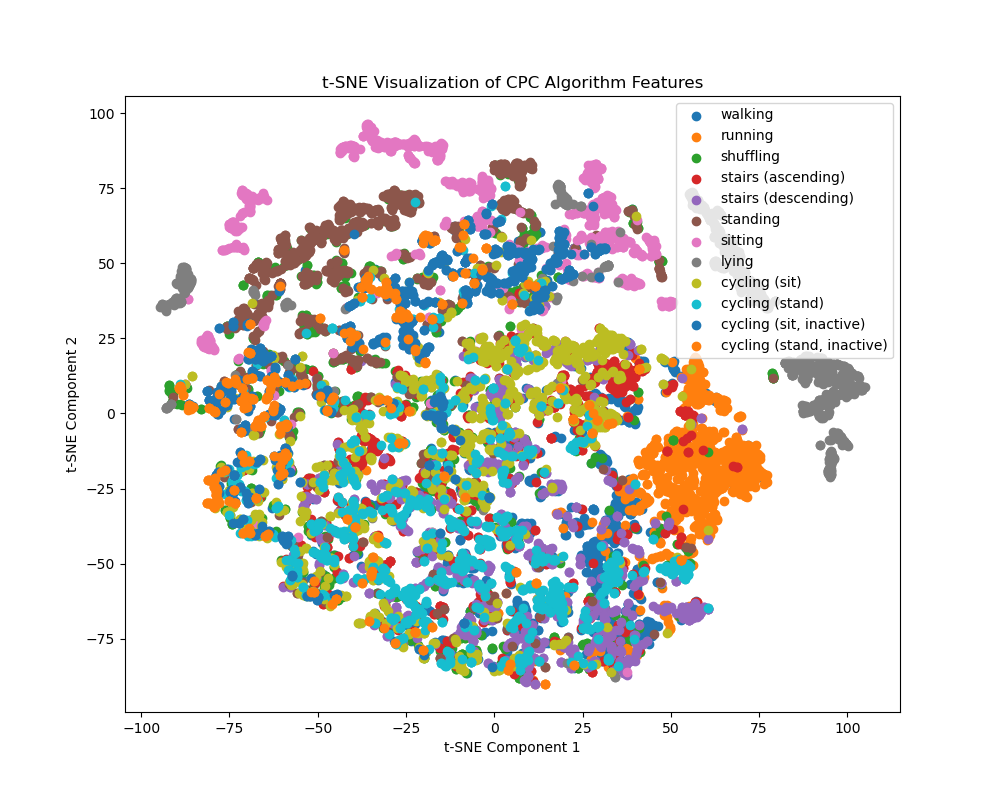 t-SNE Visualization of CPC Algorithm Features
walking
running
shuffling
stairs (ascending)
stairs (descending)
standing
sitting
lying
cycling (sit)
cycling (stand)
cycling (sit, inactive)
cycling (stand, inactive)
100
75
50
25
0
−25
−50
−75
t-SNE Component 2
−100
−75
−50
−25
0
25
50
75
100
t-SNE Component 1